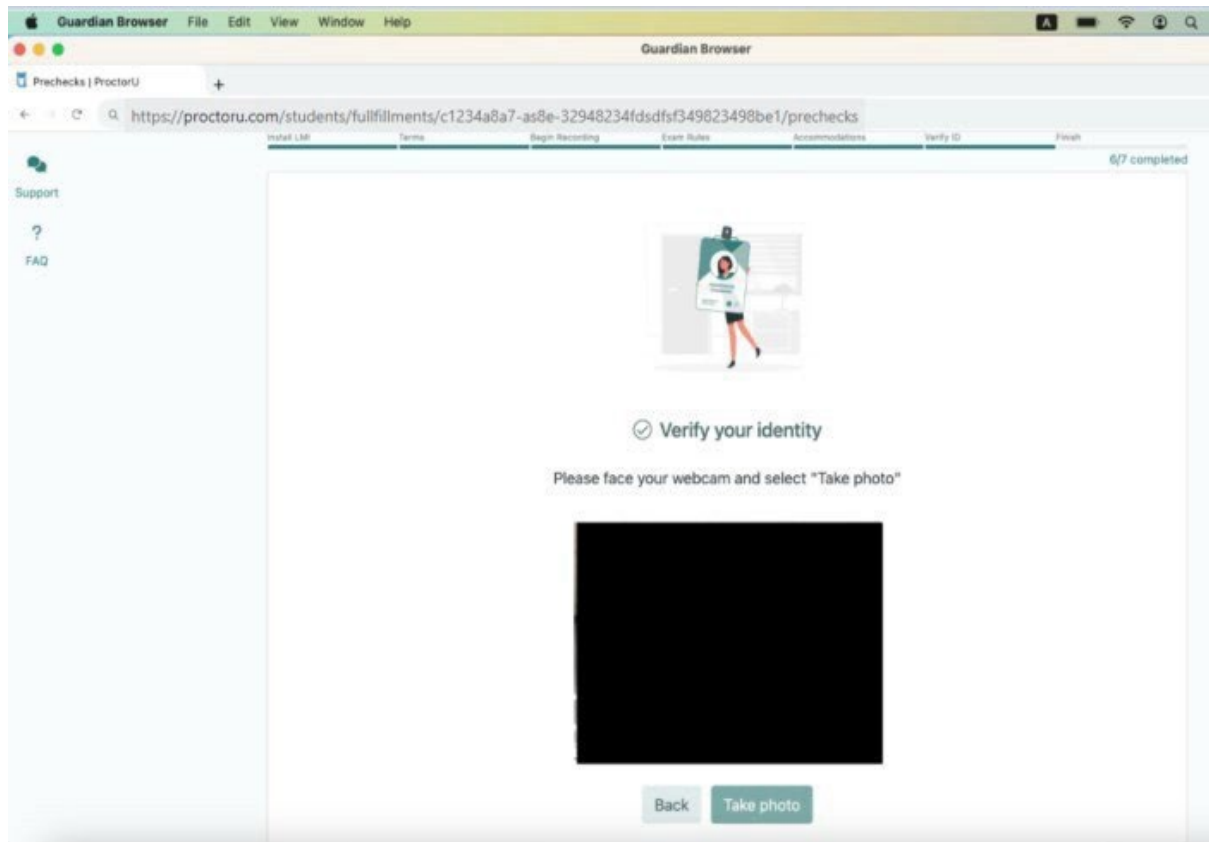 Guardian Browser File Edit View Window Help A
Guardian Browser
Prechecks | ProctorU +
https://proctoru.com/students/fullfillments/c1234a8a7-as8e-32948234fdsdfsf349823498be1/prechecks
Install LMI Terms Begin Recording Exam Rules Accommodations Verify ID Finish
6/7 completed
Support
?
FAQ
Verify your identity
Please face your webcam and select "Take photo"
Back Take photo